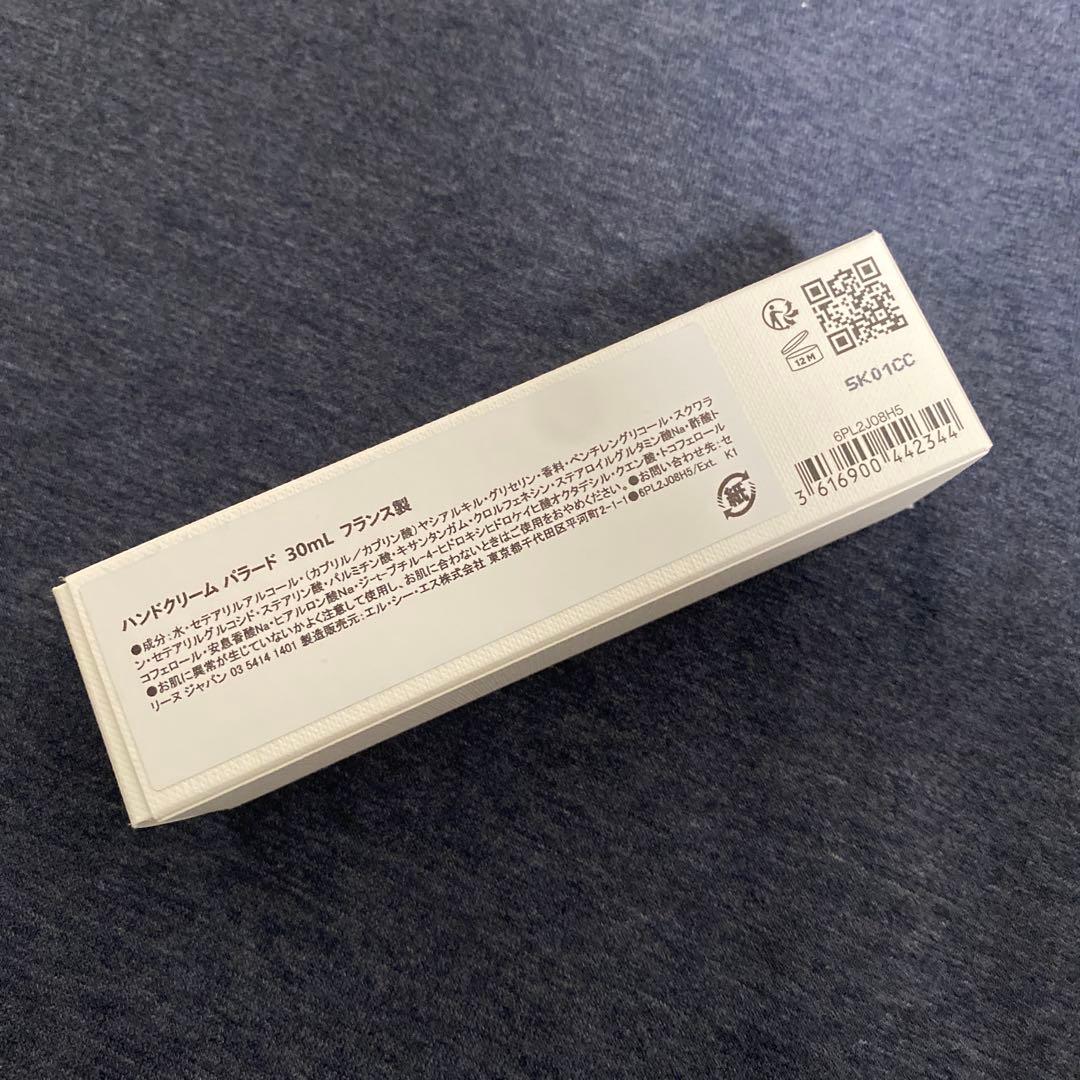 ハンドクリーム パラード 30mL フランス製
●成分:水・セテアリルアルコール・(カプリル/カプリン酸)ヤシアルキル・グリセリン・香料・ペンチレングリコール・スクワラ
ン・セテアリルグルコシド・ステアリン酸・パルミチン酸・キサンタンガム・クロルフェネシン・ステアロイルグルタミン酸Na・酢酸ト
コフェロール・安息香酸Na・ヒアルロン酸Na・ジ-t-ブチル-4-ヒドロキシヒドロケイヒ酸オクタデシル・クエン酸・トコフェロール
●お肌に異常が生じていないかよく注意して使用し、お肌に合わないときはご使用をおやめください。●お問い合わせ先:セ
リーヌ ジャパン 03 5414 1401 製造販売元:エル・シー・エス株式会社 東京都千代田区平河町2-1-1●6PL2J08H5/Ext. K1
紙
12M
5K01CC
6PL2J08H5
3 616900 442344